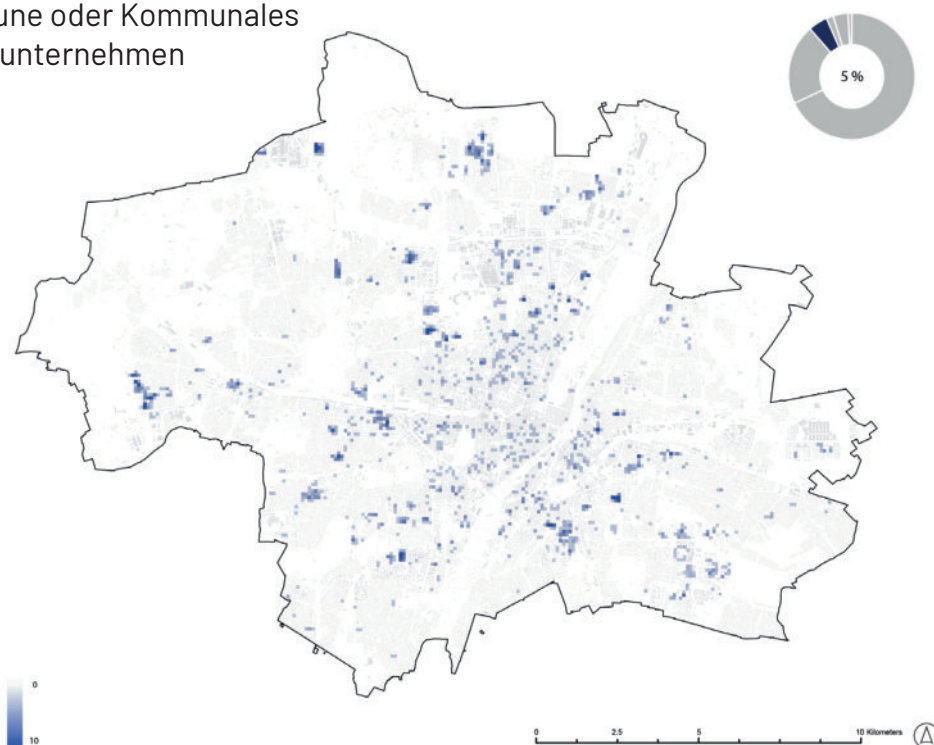 une oder Kommunales
unternehmen
5 %
0
10
0 2.5 5 10 Kilometers